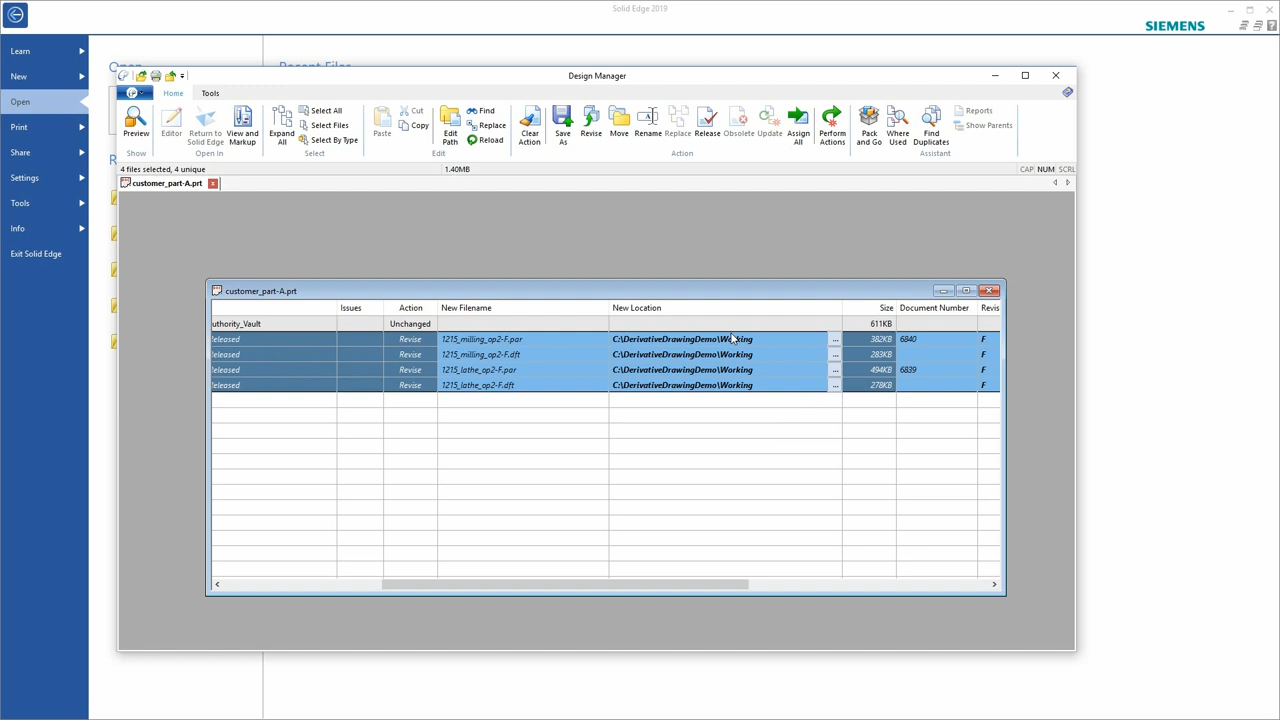 Solid Edge 2019
SIEMENS
Learn
New
Open
Print
Share
Settings
Tools
Info
Exit Solid Edge
Design Manager
Home Tools
Preview
Show
Editor
Return to Solid Edge
View and Markup
Open In
Expand All
Select All
Select Files
Select By Type
Select
Paste
Cut
Copy
Edit Path
Find
Replace
Reload
Edit
Clear Action
Save As
Revise
Move
Rename
Replace
Release
Obsolete
Update
Assign All
Perform Actions
Action
Pack and Go
Where Used
Find Duplicates
Reports
Show Parents
Assistant
4 files selected, 4 unique 1.40MB CAP NUM SCRL
customer_part-A.prt
customer_part-A.prt
Issues Action New Filename New Location Size Document Number Revis
uthority_Vault Unchanged 611KB
eleased Revise 1215_milling_op2-F.par C:\DerivativeDrawingDemo\Working ... 382KB 6840 F
eleased Revise 1215_milling_op2-F.dft C:\DerivativeDrawingDemo\Working ... 283KB F
eleased Revise 1215_lathe_op2-F.par C:\DerivativeDrawingDemo\Working ... 494KB 6839 F
eleased Revise 1215_lathe_op2-F.dft C:\DerivativeDrawingDemo\Working ... 278KB F